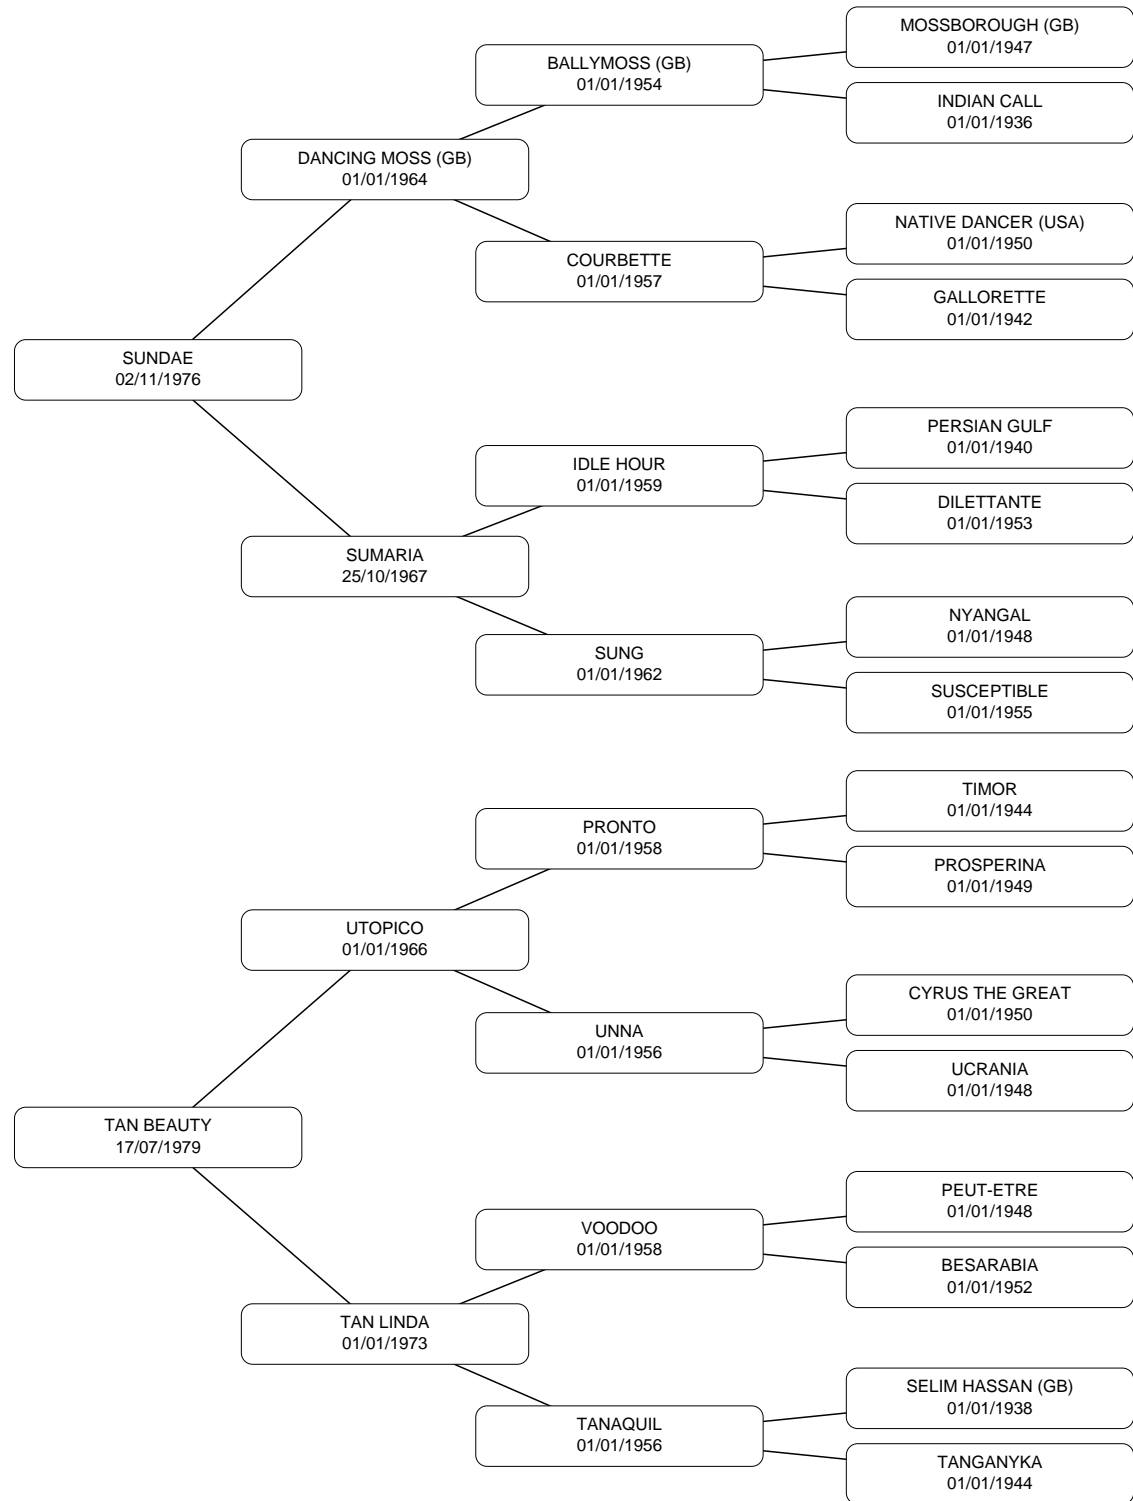 MOSSBOROUGH (GB)
01/01/1947
BALLYMOSS (GB)
01/01/1954
INDIAN CALL
01/01/1936
DANCING MOSS (GB)
01/01/1964
NATIVE DANCER (USA)
01/01/1950
COURBETTE
01/01/1957
GALLORETTE
01/01/1942
SUNDAE
02/11/1976
PERSIAN GULF
01/01/1940
IDLE HOUR
01/01/1959
DILETTANTE
01/01/1953
SUMARIA
25/10/1967
NYANGAL
01/01/1948
SUNG
01/01/1962
SUSCEPTIBLE
01/01/1955
TIMOR
01/01/1944
PRONTO
01/01/1958
PROSPERINA
01/01/1949
UTOPICO
01/01/1966
CYRUS THE GREAT
01/01/1950
UNNA
01/01/1956
UCRANIA
01/01/1948
TAN BEAUTY
17/07/1979
PEUT-ETRE
01/01/1948
VOODOO
01/01/1958
BESARABIA
01/01/1952
TAN LINDA
01/01/1973
SELIM HASSAN (GB)
01/01/1938
TANAQUIL
01/01/1956
TANGANYKA
01/01/1944